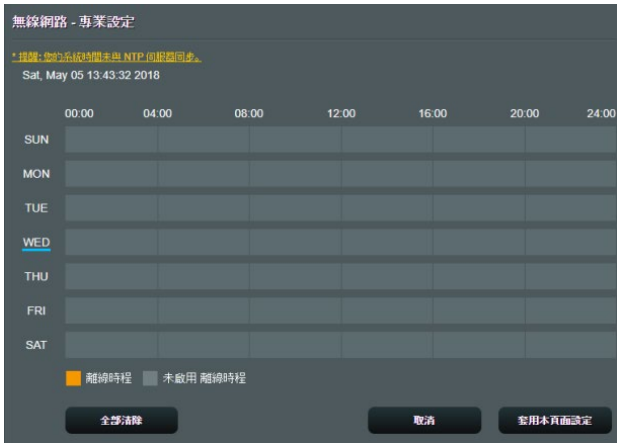 無線網路 - 專業設定
* 提醒: 您的系統時間未與 NTP 伺服器同步。
Sat, May 05 13:43:32 2018
00:00 04:00 08:00 12:00 16:00 20:00 24:00
SUN
MON
TUE
WED
THU
FRI
SAT
離線時程 未啟用 離線時程
全部清除 取消 套用本頁面設定